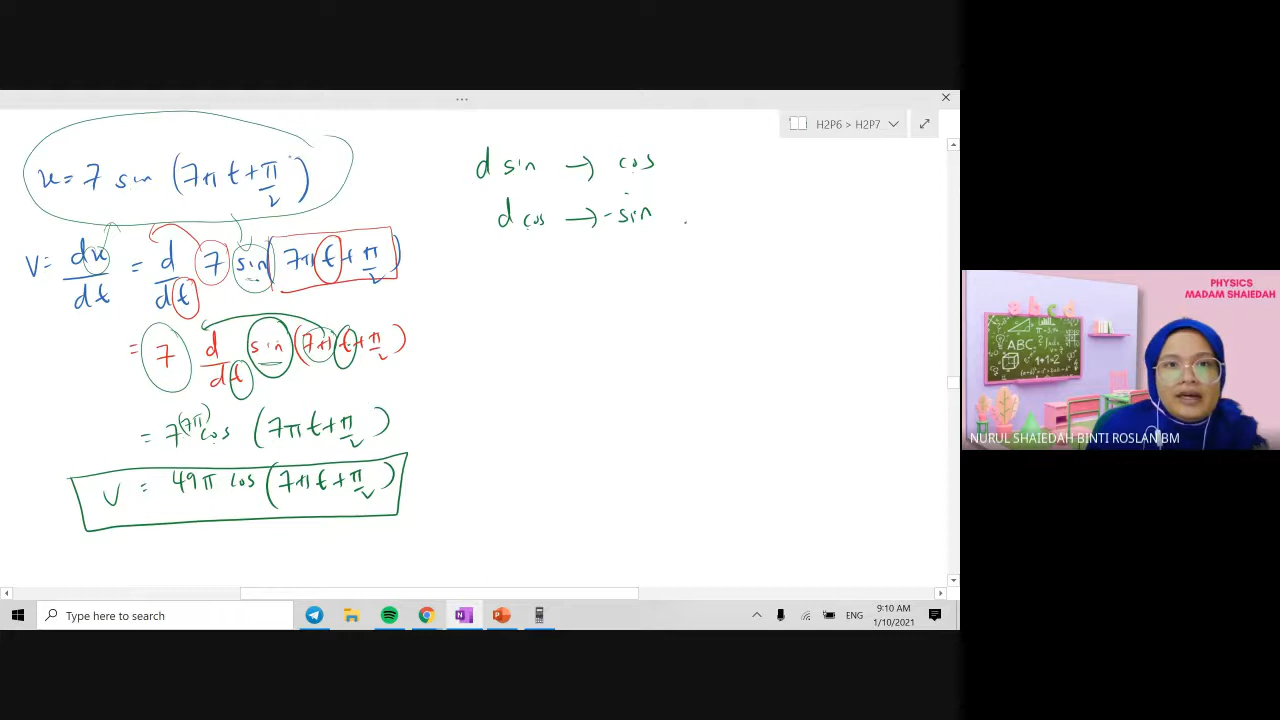 H2P6 > H2P7
x = 7 sin (7π t + π/2)
d sin → cos
d cos → - sin
V = dx/dt = d/dt 7 sin (7π t + π/2)
= 7 d/dt sin (7π t + π/2)
= 7(7π) cos (7π t + π/2)
V = 49π cos (7π t + π/2)
PHYSICS
MADAM SHAIEDAH
ABC
NURUL SHAIEDAH BINTI ROSLAN BM
Type here to search
ENG
9:10 AM
1/10/2021